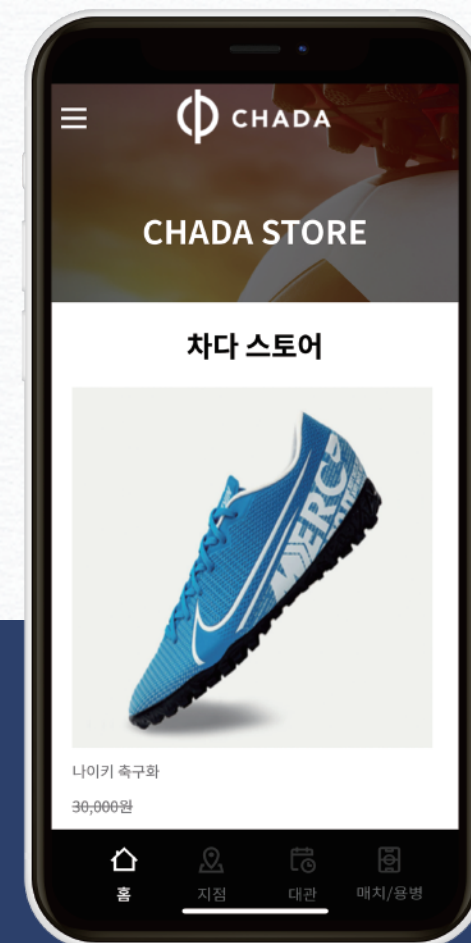 CHADA
CHADA STORE
차다 스토어
MERC
나이키 축구화
30,000원
홈 지점 대관 매치/용병